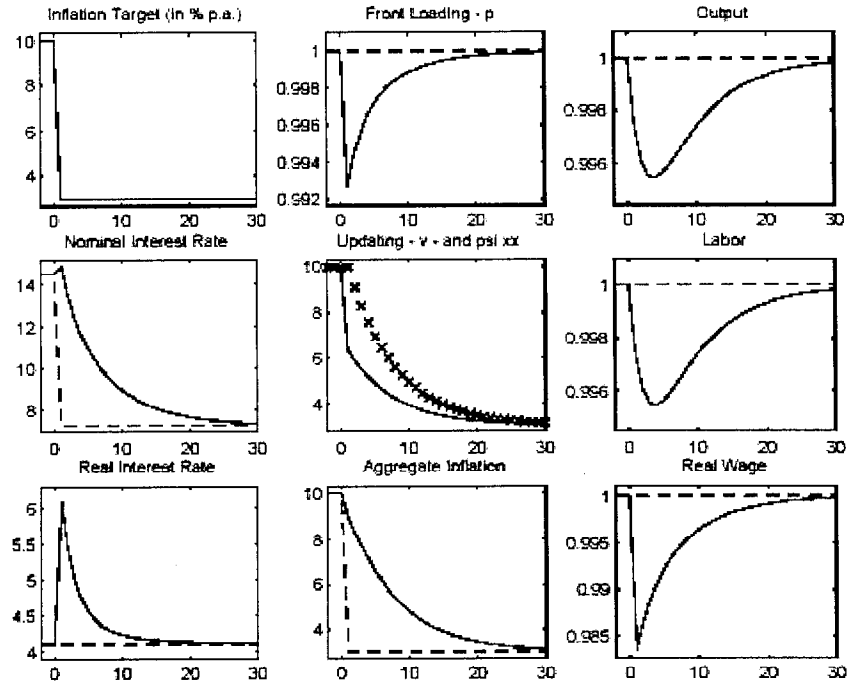 Inflation Target (in % p.a.)
10
8
6
4
0 10 20 30
Front Loading - p
1
0.998
0.996
0.994
0.992
0 10 20 30
Output
1
0.998
0.996
0 10 20 30
Nominal Interest Rate
14
12
10
8
0 10 20 30
Updating - v - and psi xx
10
8
6
4
0 10 20 30
Labor
1
0.998
0.996
0 10 20 30
Real Interest Rate
6
5.5
5
4.5
4
0 10 20 30
Aggregate Inflation
10
8
6
4
0 10 20 30
Real Wage
1
0.995
0.99
0.985
0 10 20 30